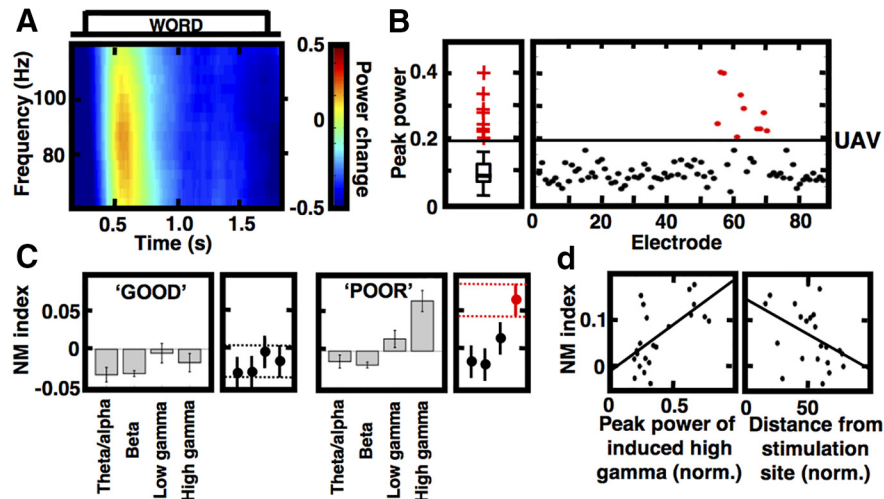 A
WORD
Frequency (Hz)
100
80
0.5
1.0
1.5
Time (s)
0.5
0
-0.5
Power change
B
Peak power
0.4
0.2
0
0
20
40
60
80
Electrode
UAV
C
NM index
0.05
0
-0.05
'GOOD'
'POOR'
Theta/alpha
Beta
Low gamma
High gamma
Theta/alpha
Beta
Low gamma
High gamma
d
NM index
0.1
0
0
0.5
Peak power of
induced high
gamma (norm.)
50
Distance from
stimulation
site (norm.)